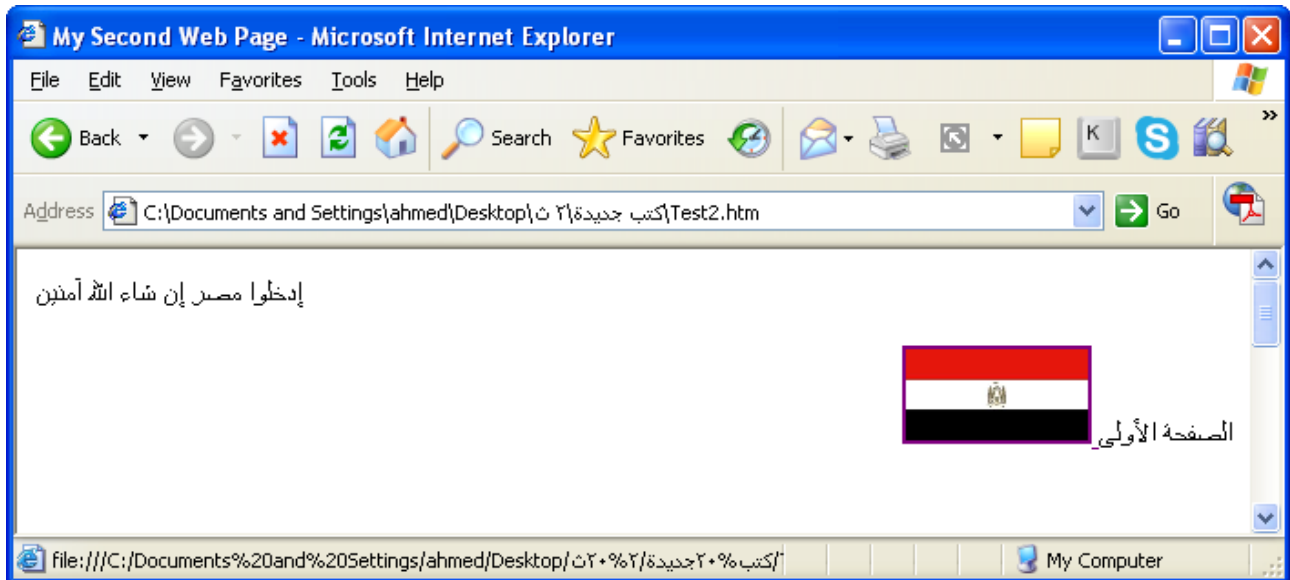 My Second Web Page - Microsoft Internet Explorer
File Edit View Favorites Tools Help
Back Search Favorites K S »
Address C:\Documents and Settings\ahmed\Desktop\كتب جديدة\٢ ث\Test2.htm Go
إدخلوا مصر إن شاء الله آمنين
الصفحة الأولى
file:///C:/Documents%20and%20Settings/ahmed/Desktop/كتب%٢٠جديدة/٢%٢٠ث/ My Computer